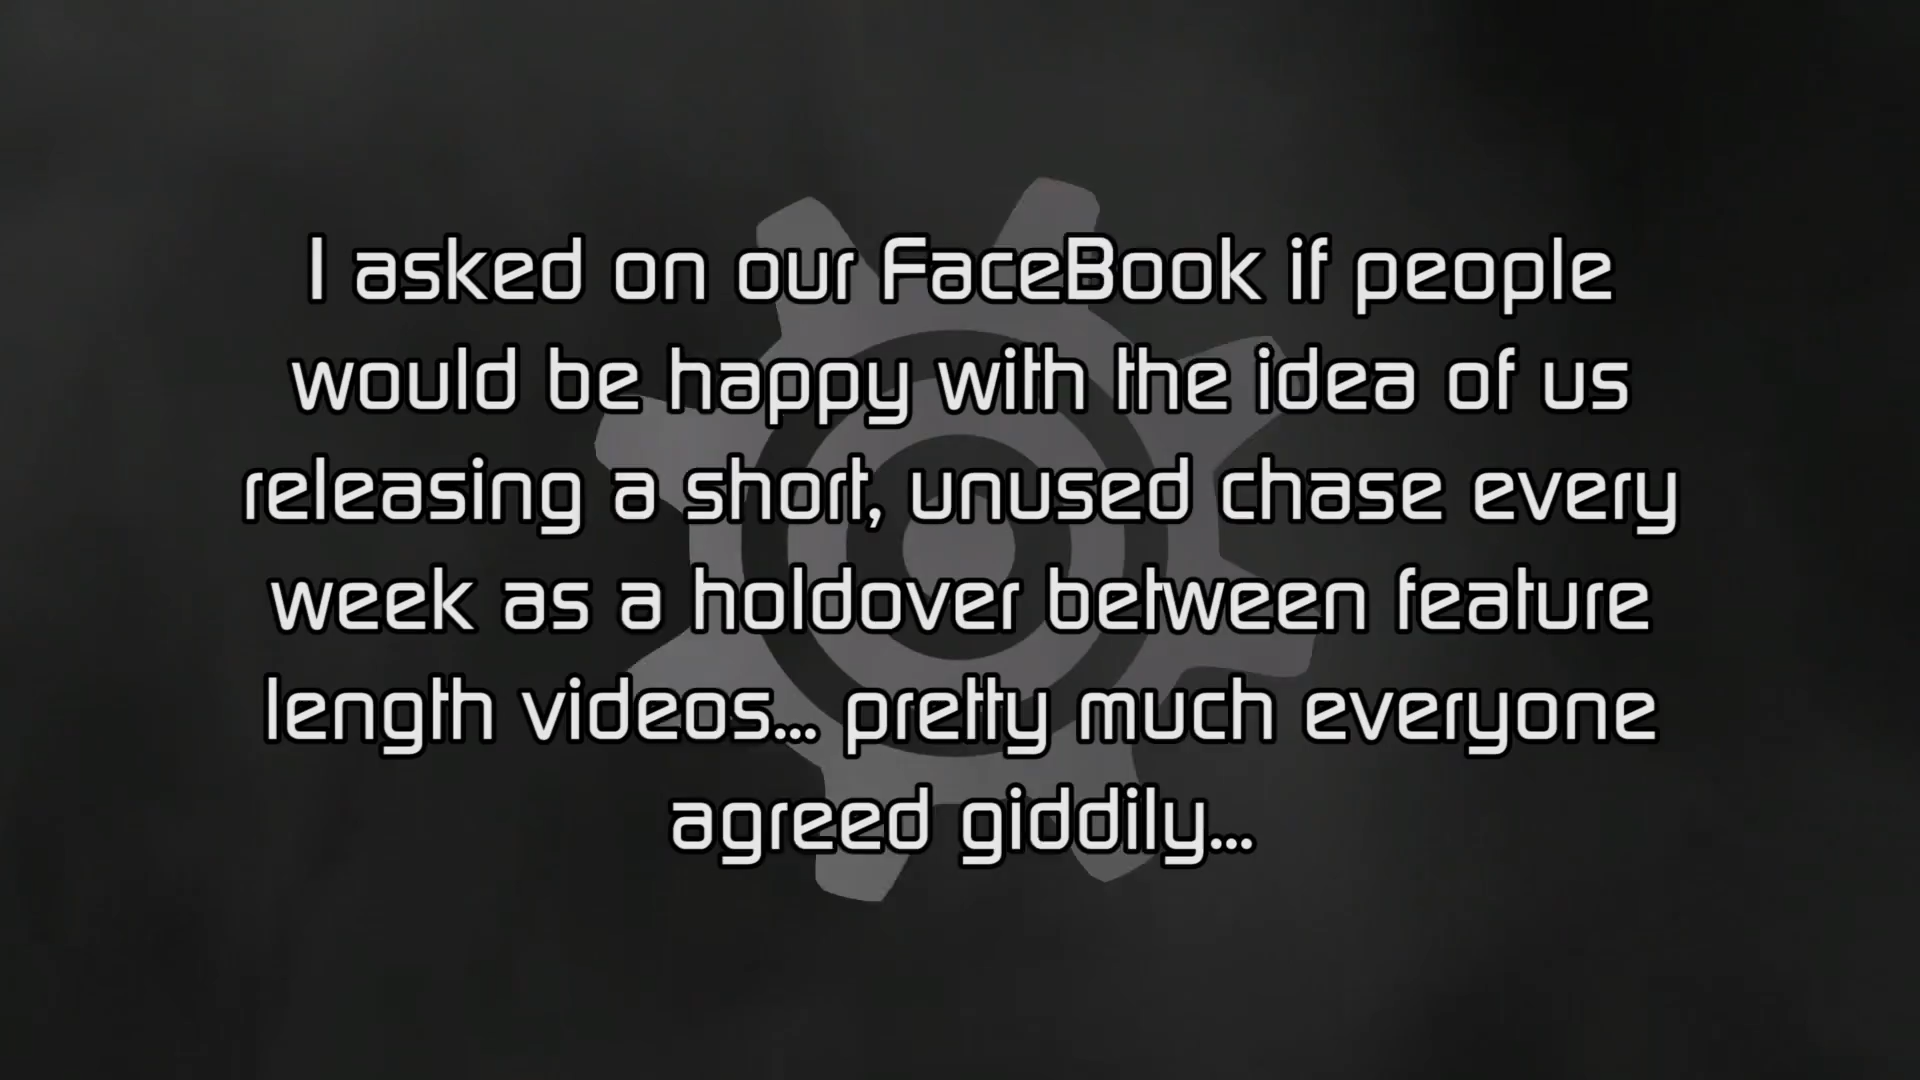 I asked on our FaceBook if people
would be happy with the idea of us
releasing a short, unused chase every
week as a holdover between feature
length videos... pretty much everyone
agreed giddily...